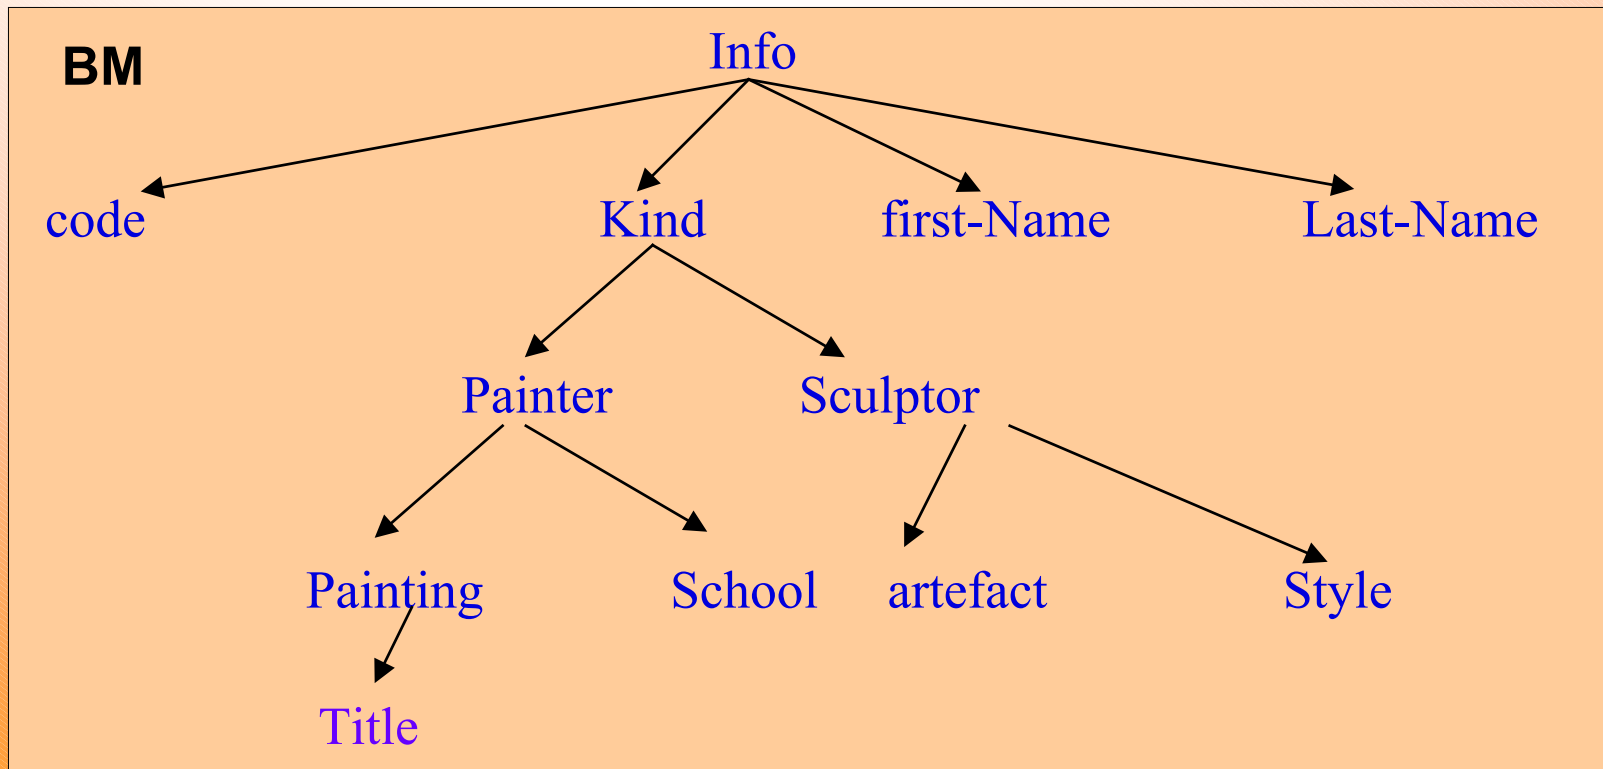 BM
Info
code Kind first-Name Last-Name
Painter Sculptor
Painting School artefact Style
Title